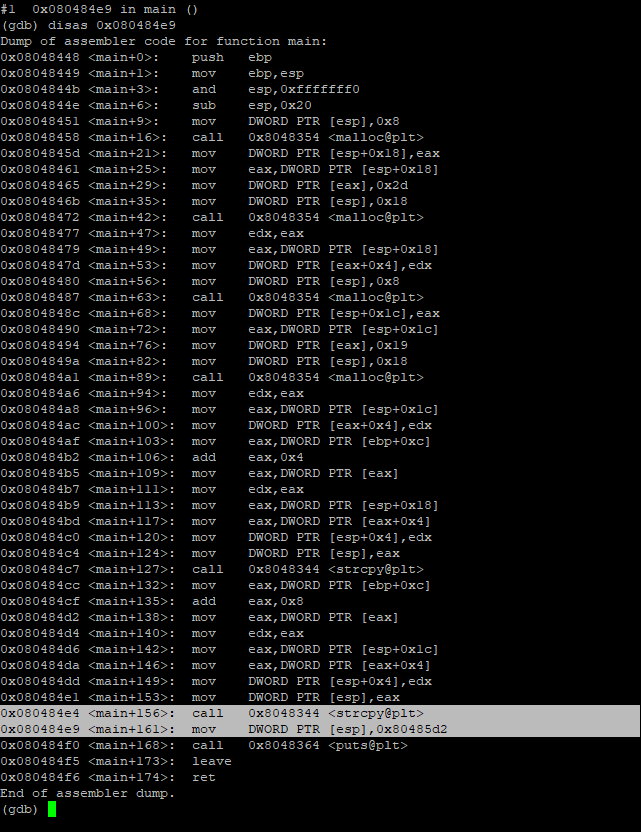 #1  0x080484e9 in main ()
(gdb) disas 0x080484e9
Dump of assembler code for function main:
0x08048448 <main+0>:    push   ebp
0x08048449 <main+1>:    mov    ebp,esp
0x0804844b <main+3>:    and    esp,0xfffffff0
0x0804844e <main+6>:    sub    esp,0x20
0x08048451 <main+9>:    mov    DWORD PTR [esp],0x8
0x08048458 <main+16>:   call   0x8048354 <malloc@plt>
0x0804845d <main+21>:   mov    DWORD PTR [esp+0x18],eax
0x08048461 <main+25>:   mov    eax,DWORD PTR [esp+0x18]
0x08048465 <main+29>:   mov    DWORD PTR [eax],0x2d
0x0804846b <main+35>:   mov    DWORD PTR [esp],0x18
0x08048472 <main+42>:   call   0x8048354 <malloc@plt>
0x08048477 <main+47>:   mov    edx,eax
0x08048479 <main+49>:   mov    eax,DWORD PTR [esp+0x18]
0x0804847d <main+53>:   mov    DWORD PTR [eax+0x4],edx
0x08048480 <main+56>:   mov    DWORD PTR [esp],0x8
0x08048487 <main+63>:   call   0x8048354 <malloc@plt>
0x0804848c <main+68>:   mov    DWORD PTR [esp+0x1c],eax
0x08048490 <main+72>:   mov    eax,DWORD PTR [esp+0x1c]
0x08048494 <main+76>:   mov    DWORD PTR [eax],0x19
0x0804849a <main+82>:   mov    DWORD PTR [esp],0x18
0x080484a1 <main+89>:   call   0x8048354 <malloc@plt>
0x080484a6 <main+94>:   mov    edx,eax
0x080484a8 <main+96>:   mov    eax,DWORD PTR [esp+0x1c]
0x080484ac <main+100>:  mov    DWORD PTR [eax+0x4],edx
0x080484af <main+103>:  mov    eax,DWORD PTR [ebp+0xc]
0x080484b2 <main+106>:  add    eax,0x4
0x080484b5 <main+109>:  mov    eax,DWORD PTR [eax]
0x080484b7 <main+111>:  mov    edx,eax
0x080484b9 <main+113>:  mov    eax,DWORD PTR [esp+0x18]
0x080484bd <main+117>:  mov    eax,DWORD PTR [eax+0x4]
0x080484c0 <main+120>:  mov    DWORD PTR [esp+0x4],edx
0x080484c4 <main+124>:  mov    DWORD PTR [esp],eax
0x080484c7 <main+127>:  call   0x8048344 <strcpy@plt>
0x080484cc <main+132>:  mov    eax,DWORD PTR [ebp+0xc]
0x080484cf <main+135>:  add    eax,0x8
0x080484d2 <main+138>:  mov    eax,DWORD PTR [eax]
0x080484d4 <main+140>:  mov    edx,eax
0x080484d6 <main+142>:  mov    eax,DWORD PTR [esp+0x1c]
0x080484da <main+146>:  mov    eax,DWORD PTR [eax+0x4]
0x080484dd <main+149>:  mov    DWORD PTR [esp+0x4],edx
0x080484e1 <main+153>:  mov    DWORD PTR [esp],eax
0x080484e4 <main+156>:  call   0x8048344 <strcpy@plt>
0x080484e9 <main+161>:  mov    DWORD PTR [esp],0x80485d2
0x080484f0 <main+168>:  call   0x8048364 <puts@plt>
0x080484f5 <main+173>:  leave
0x080484f6 <main+174>:  ret
End of assembler dump.
(gdb)